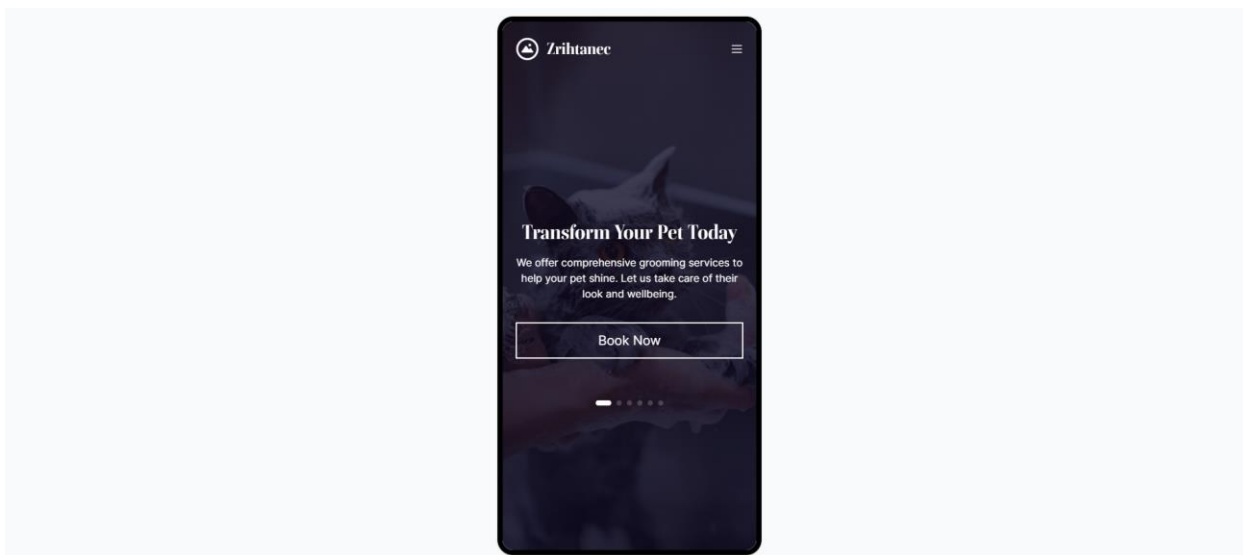 Zrihtanec
Transform Your Pet Today
We offer comprehensive grooming services to
help your pet shine. Let us take care of their
look and wellbeing.
Book Now